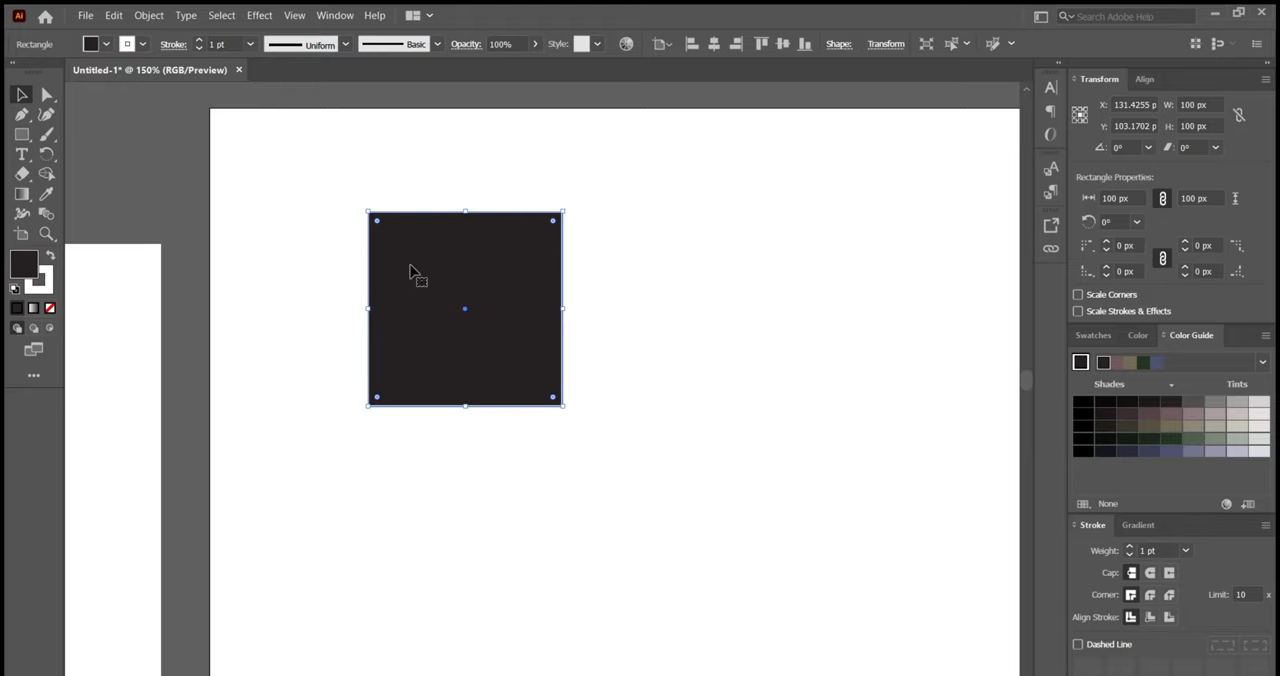 Ai File Edit Object Type Select Effect View Window Help Search Adobe Help
Rectangle Stroke: 1 pt Uniform Basic Opacity: 100% Style: Shape: Transform
Untitled-1* @ 150% (RGB/Preview) ×
Transform Align
X: 131.4255 p W: 100 px
Y: 103.1702 p H: 100 px
0° 0°
Rectangle Properties:
100 px 100 px
0°
0 px 0 px
0 px 0 px
Scale Corners
Scale Strokes & Effects
Swatches Color Color Guide
Shades Tints
None
Stroke Gradient
Weight: 1 pt
Cap:
Corner: Limit: 10 x
Align Stroke:
Dashed Line